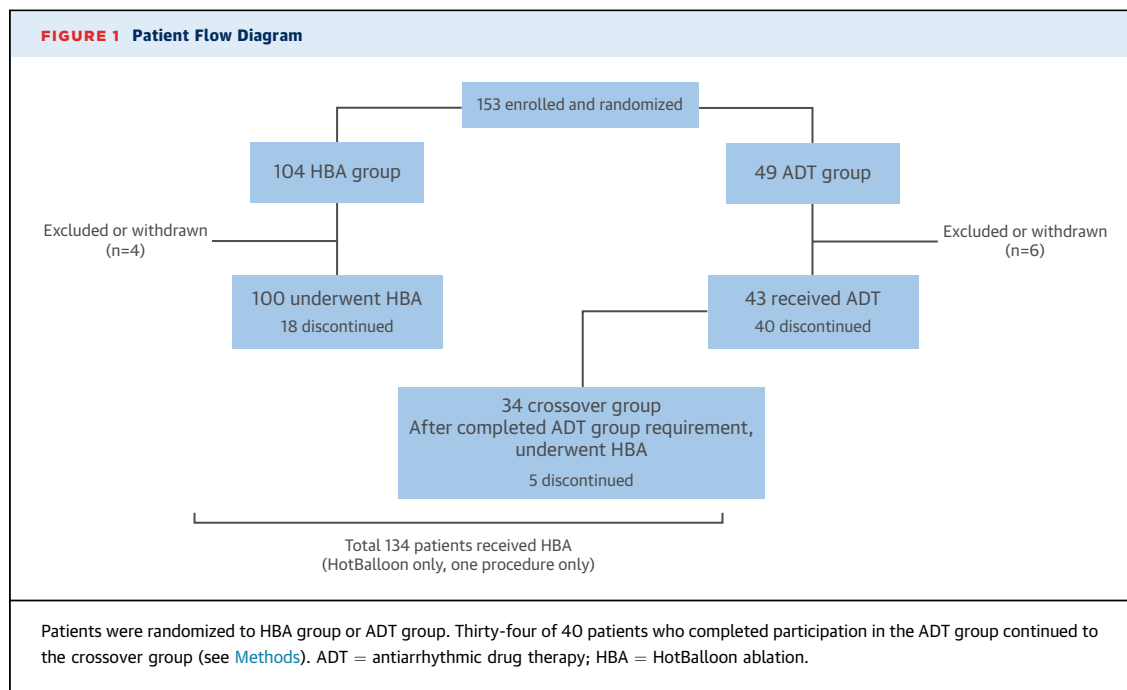 FIGURE 1 Patient Flow Diagram
153 enrolled and randomized
104 HBA group
49 ADT group
Excluded or withdrawn
(n=4)
Excluded or withdrawn
(n=6)
100 underwent HBA
18 discontinued
43 received ADT
40 discontinued
34 crossover group
After completed ADT group requirement,
underwent HBA
5 discontinued
Total 134 patients received HBA
(HotBalloon only, one procedure only)
Patients were randomized to HBA group or ADT group. Thirty-four of 40 patients who completed participation in the ADT group continued to
the crossover group (see Methods). ADT = antiarrhythmic drug therapy; HBA = HotBalloon ablation.